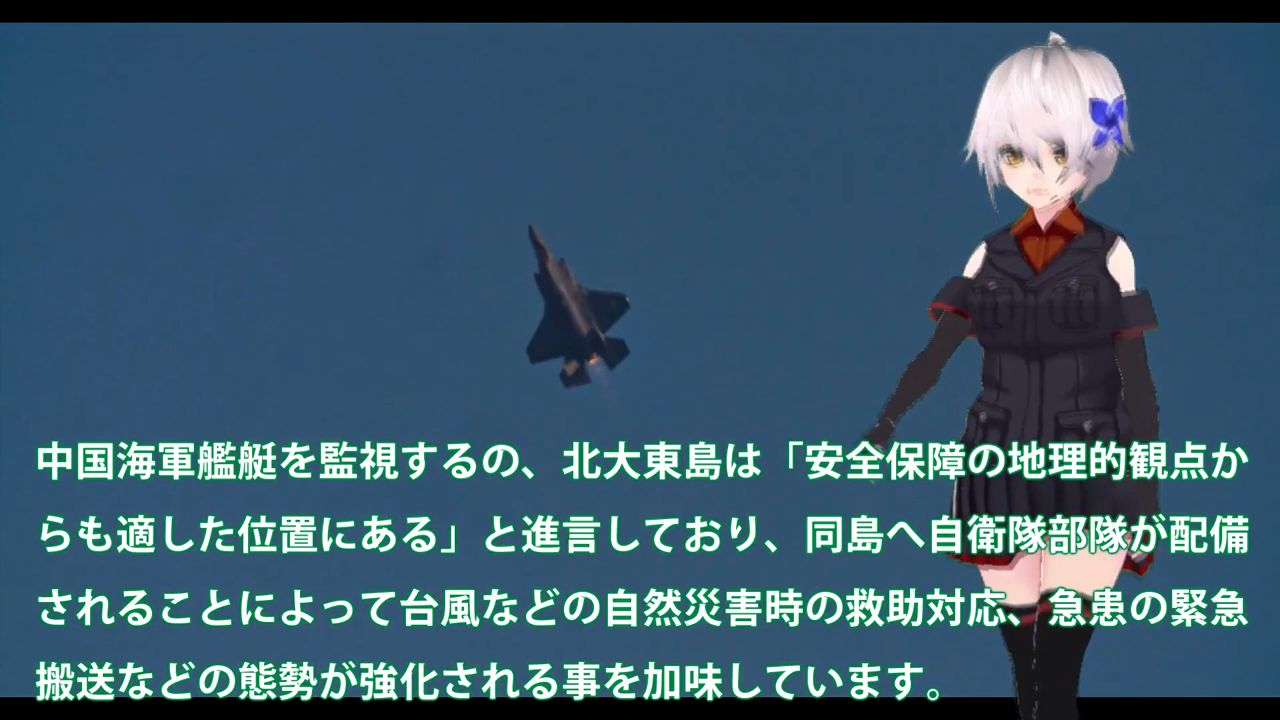 中国海軍艦艇を監視するの、北大東島は「安全保障の地理的観点か
らも適した位置にある」と進言しており、同島へ自衛隊部隊が配備
されることによって台風などの自然災害時の救助対応、急患の緊急
搬送などの態勢が強化される事を加味しています。